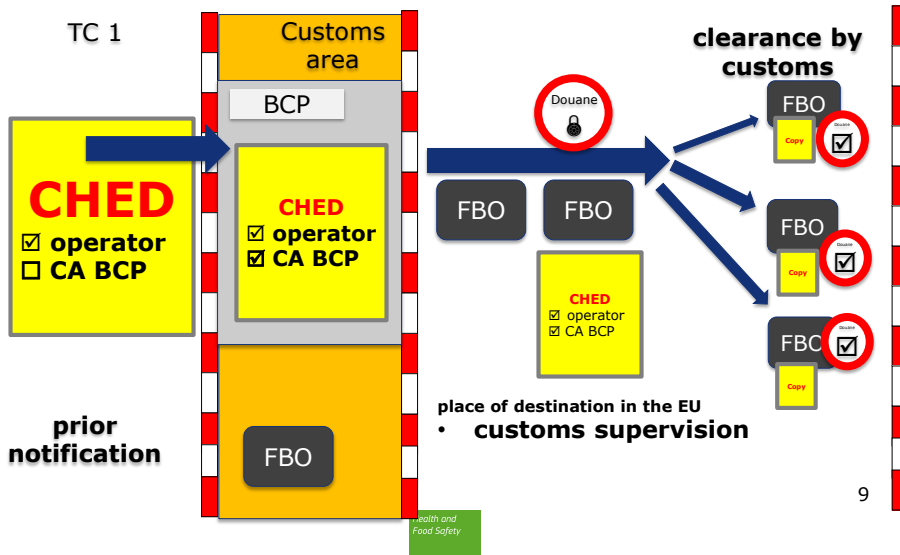 TC 1
CHED
☑ operator
☐ CA BCP
prior
notification
Customs
area
BCP
CHED
☑ operator
☑ CA BCP
FBO
Douane
FBO
FBO
CHED
☑ operator
☑ CA BCP
place of destination in the EU
• customs supervision
clearance by
customs
FBO
Copy
Douane
☑
FBO
Copy
Douane
☑
FBO
Copy
Douane
☑
9
Health and
Food Safety